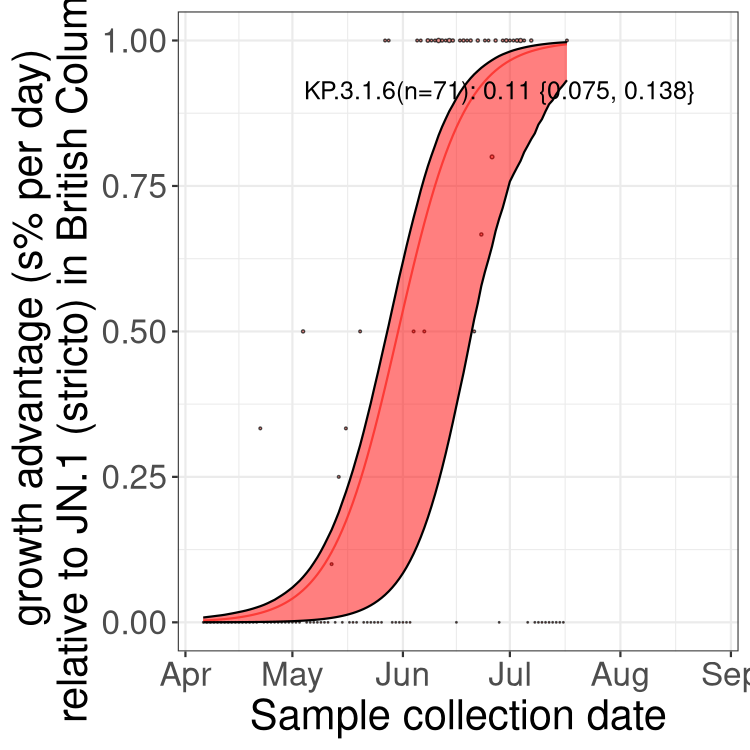 growth advantage (s% per day)
relative to JN.1 (stricto) in British Colum
1.00
0.75
0.50
0.25
0.00
KP.3.1.6(n=71): 0.11 {0.075, 0.138}
Apr May Jun Jul Aug Sep
Sample collection date